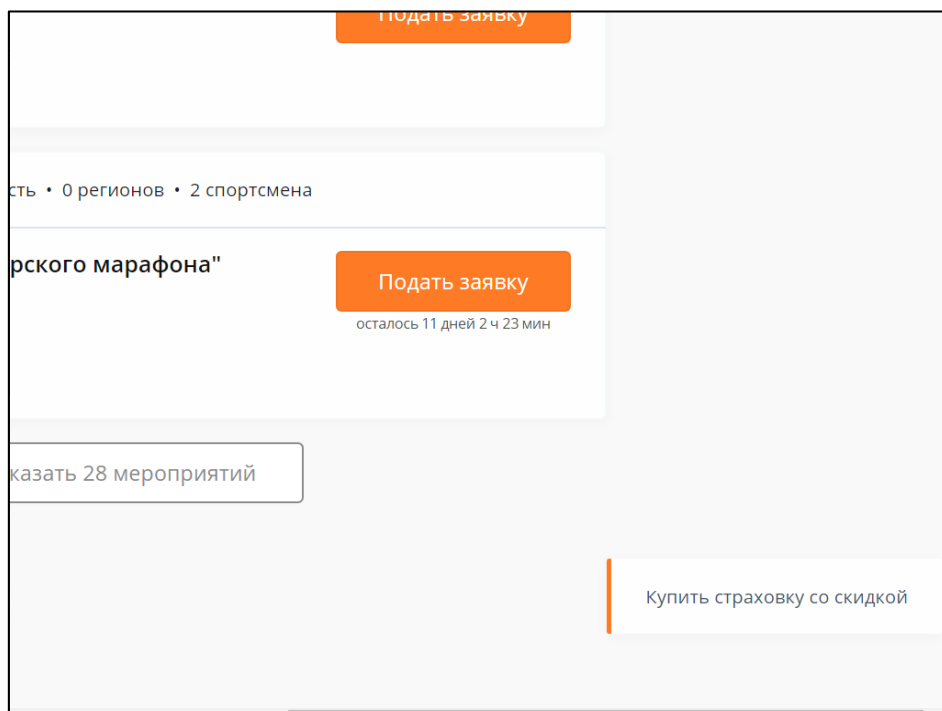 Подать заявку
сть • 0 регионов • 2 спортсмена
рского марафона"
Подать заявку
осталось 11 дней 2 ч 23 мин
казать 28 мероприятий
Купить страховку со скидкой